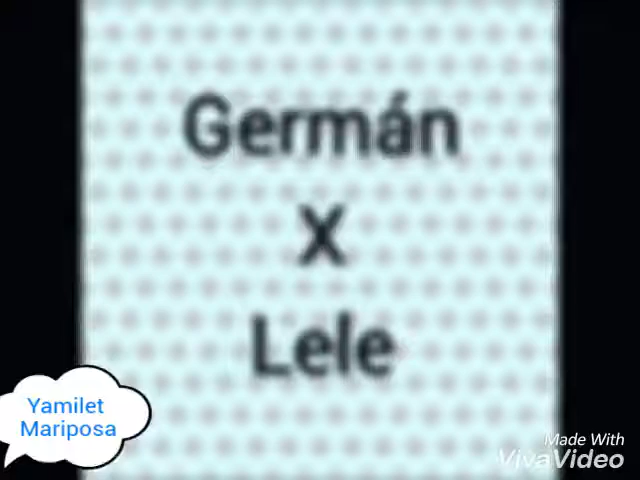 Germán
X
Lele
Yamilet
Mariposa
Made With
VivaVideo